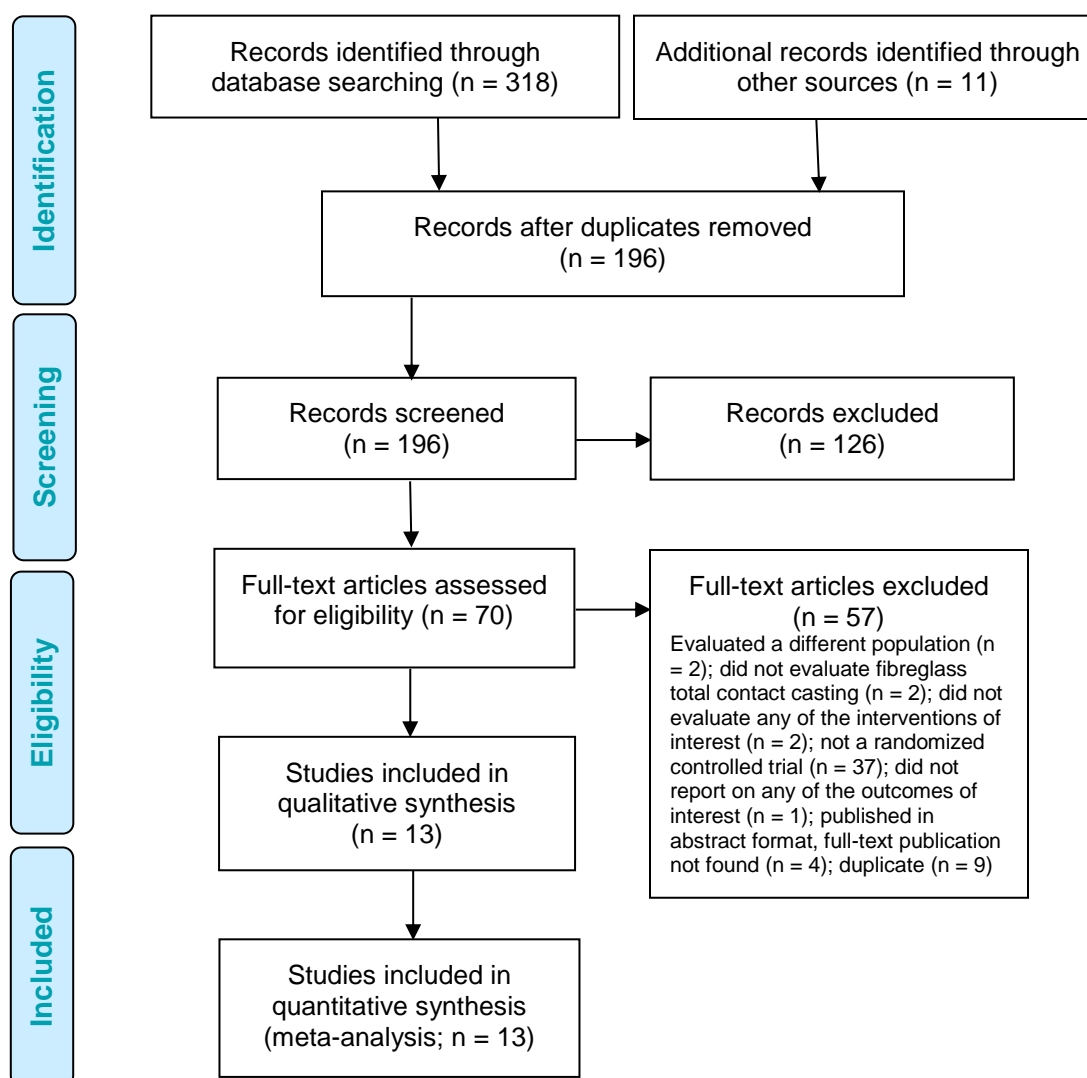 Identification
Records identified through
database searching (n = 318)
Additional records identified through
other sources (n = 11)
Records after duplicates removed
(n = 196)
Screening
Records screened
(n = 196)
Records excluded
(n = 126)
Eligibility
Full-text articles assessed
for eligibility (n = 70)
Full-text articles excluded
(n = 57)
Evaluated a different population (n
= 2); did not evaluate fibreglass
total contact casting (n = 2); did not
evaluate any of the interventions of
interest (n = 2); not a randomized
controlled trial (n = 37); did not
report on any of the outcomes of
interest (n = 1); published in
abstract format, full-text publication
not found (n = 4); duplicate (n = 9)
Studies included in
qualitative synthesis
(n = 13)
Included
Studies included in
quantitative synthesis
(meta-analysis; n = 13)